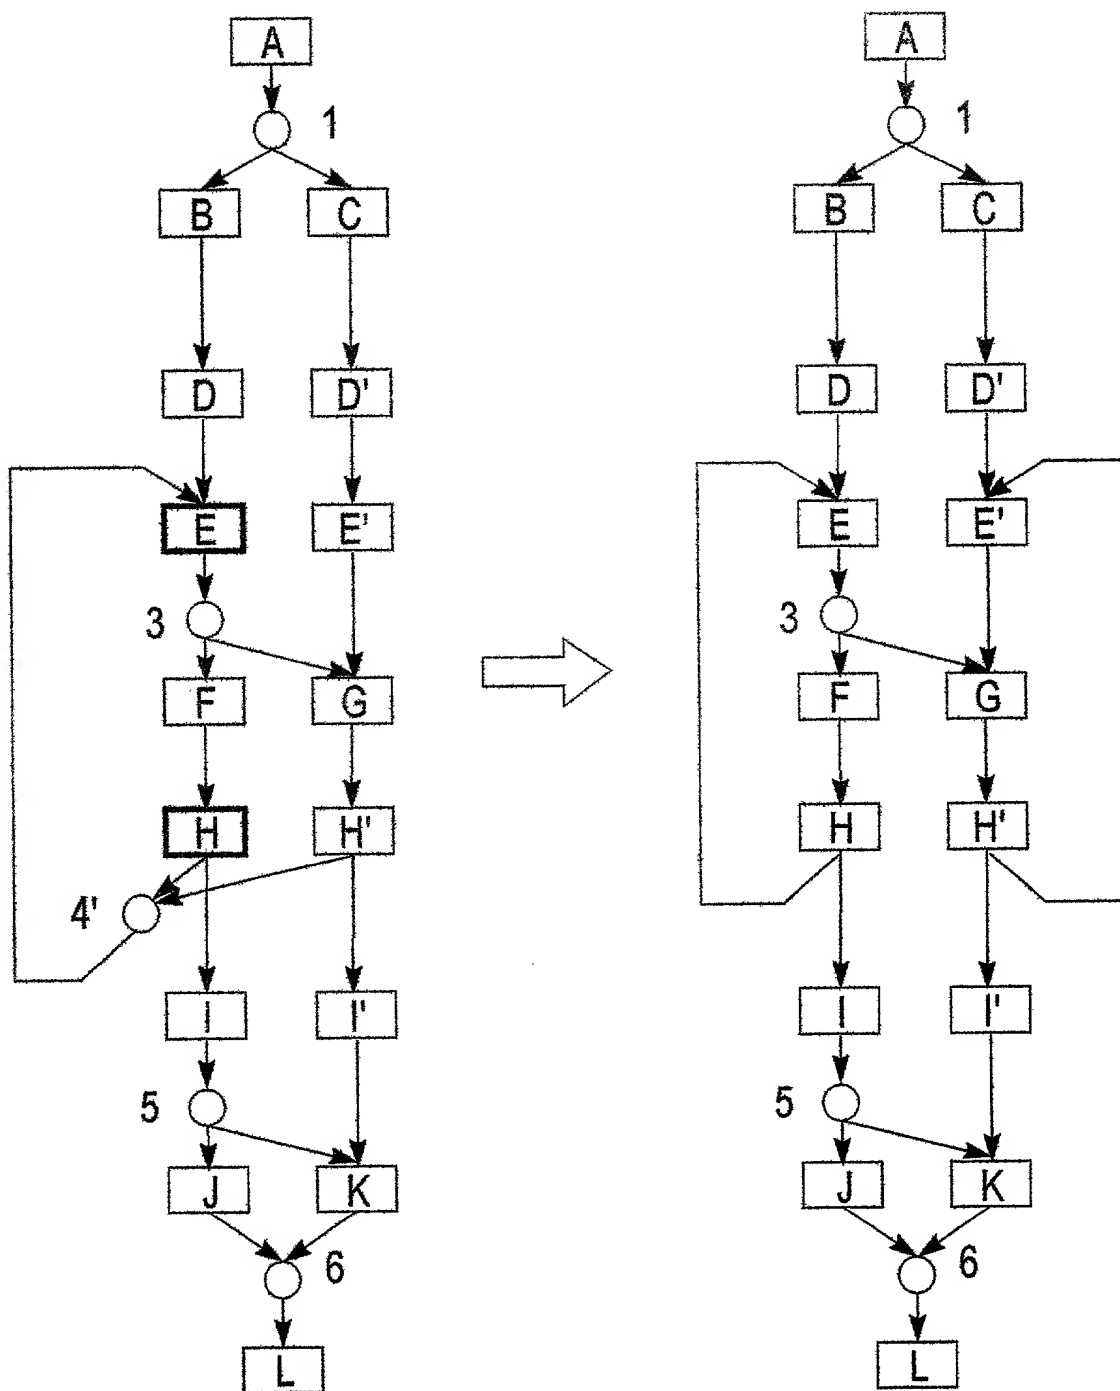 A A
1 1
B C B C
D D' D D'
E E' E E'
3 3
F G F G
H H' H H'
4'
I I' I I'
5 5
J K J K
6 6
L L